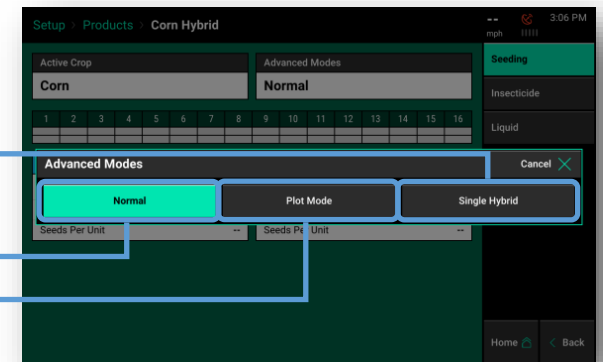 Setup > Products > Corn Hybrid
-- 3:06 PM
mph
Active Crop
Corn
Advanced Modes
Normal
Seeding
Insecticide
Liquid
1 2 3 4 5 6 7 8 9 10 11 12 13 14 15 16
Advanced Modes
Cancel
Normal
Plot Mode
Single Hybrid
Seeds Per Unit --
Seeds Per Unit --
Home
< Back